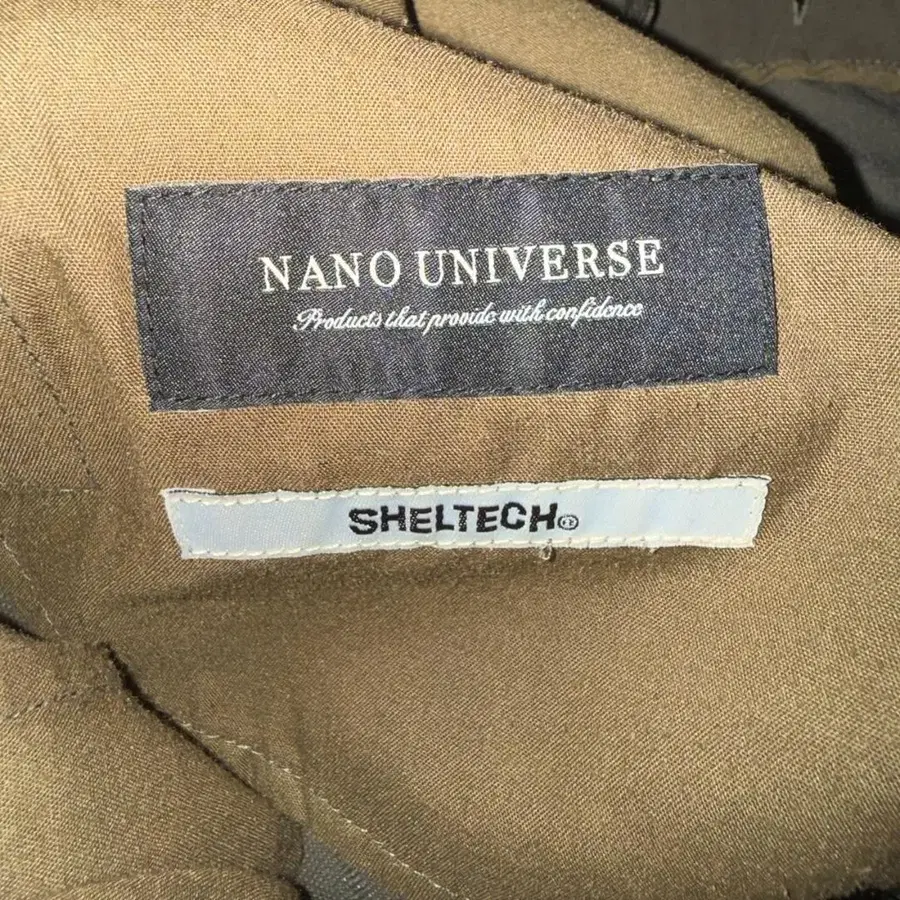 NANO UNIVERSE
Products that provide with confidence
SHELTECH®